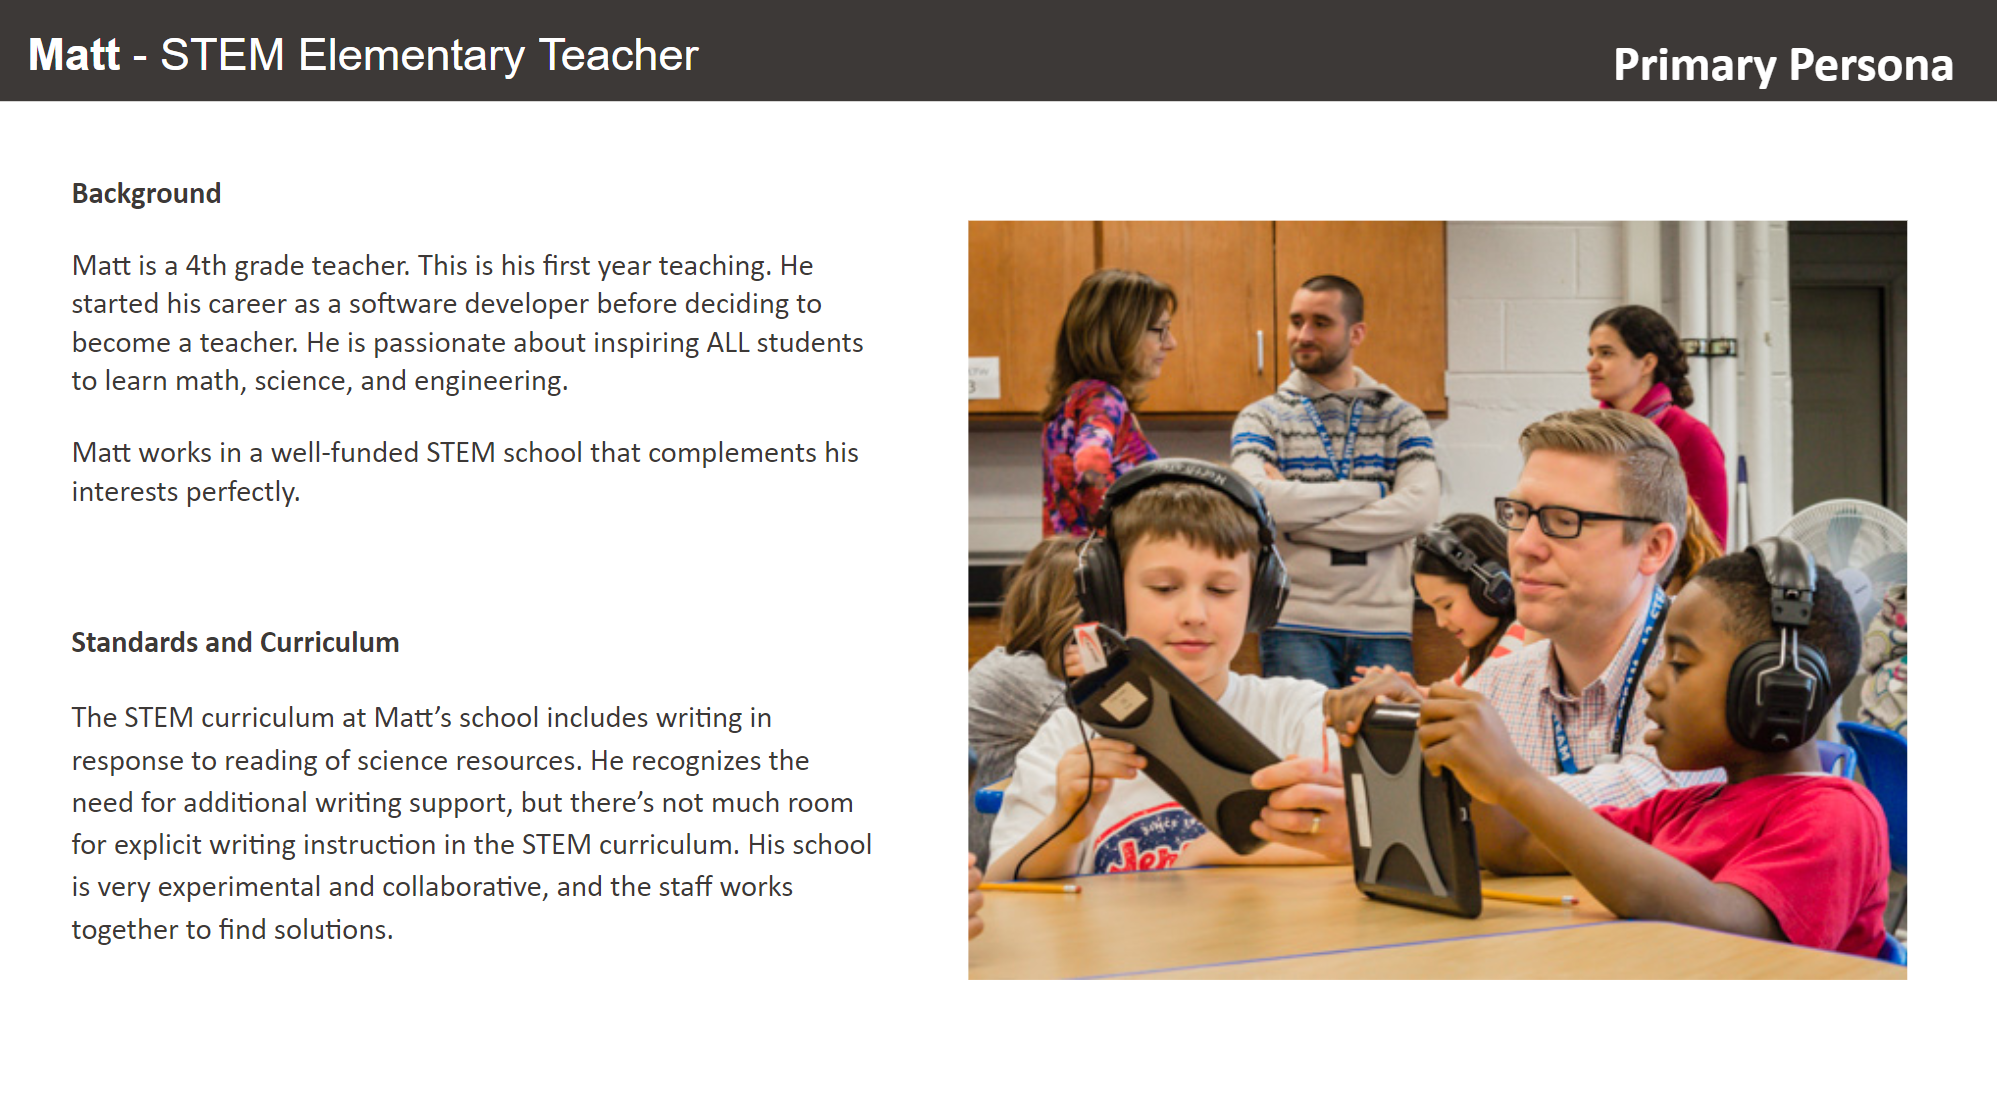 Matt - STEM Elementary Teacher
Primary Persona
Background
Matt is a 4th grade teacher. This is his first year teaching. He
started his career as a software developer before deciding to
become a teacher. He is passionate about inspiring ALL students
to learn math, science, and engineering.
Matt works in a well-funded STEM school that complements his
interests perfectly.
Standards and Curriculum
The STEM curriculum at Matt’s school includes writing in
response to reading of science resources. He recognizes the
need for additional writing support, but there’s not much room
for explicit writing instruction in the STEM curriculum. His school
is very experimental and collaborative, and the staff works
together to find solutions.
SINCE